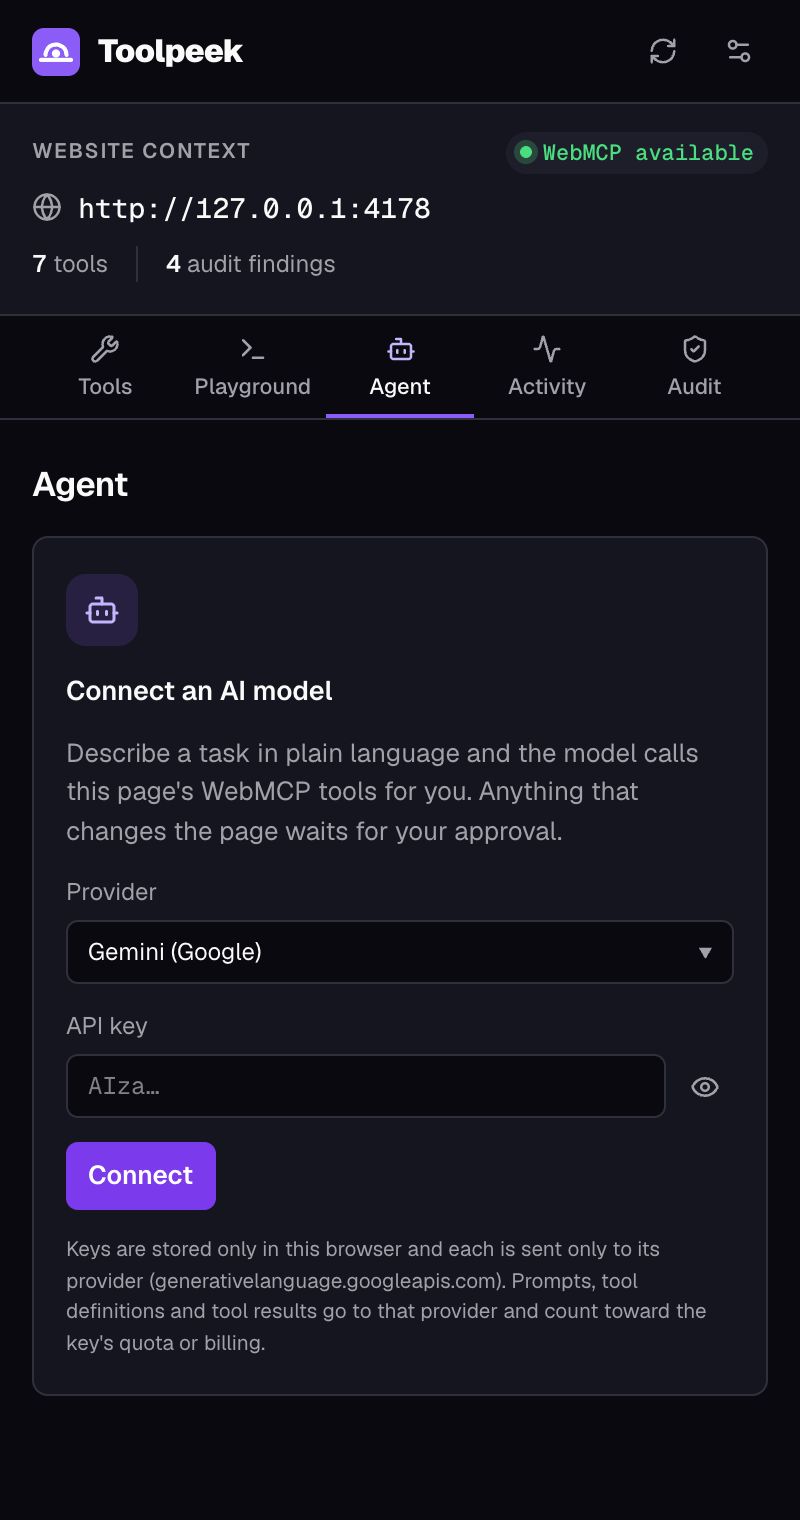 Toolpeek
WEBSITE CONTEXT
WebMCP available
http://127.0.0.1:4178
7 tools
4 audit findings
Tools
Playground
Agent
Activity
Audit
Agent
Connect an AI model
Describe a task in plain language and the model calls
this page's WebMCP tools for you. Anything that
changes the page waits for your approval.
Provider
Gemini (Google)
API key
AIza…
Connect
Keys are stored only in this browser and each is sent only to its
provider (generativelanguage.googleapis.com). Prompts, tool
definitions and tool results go to that provider and count toward the
key's quota or billing.